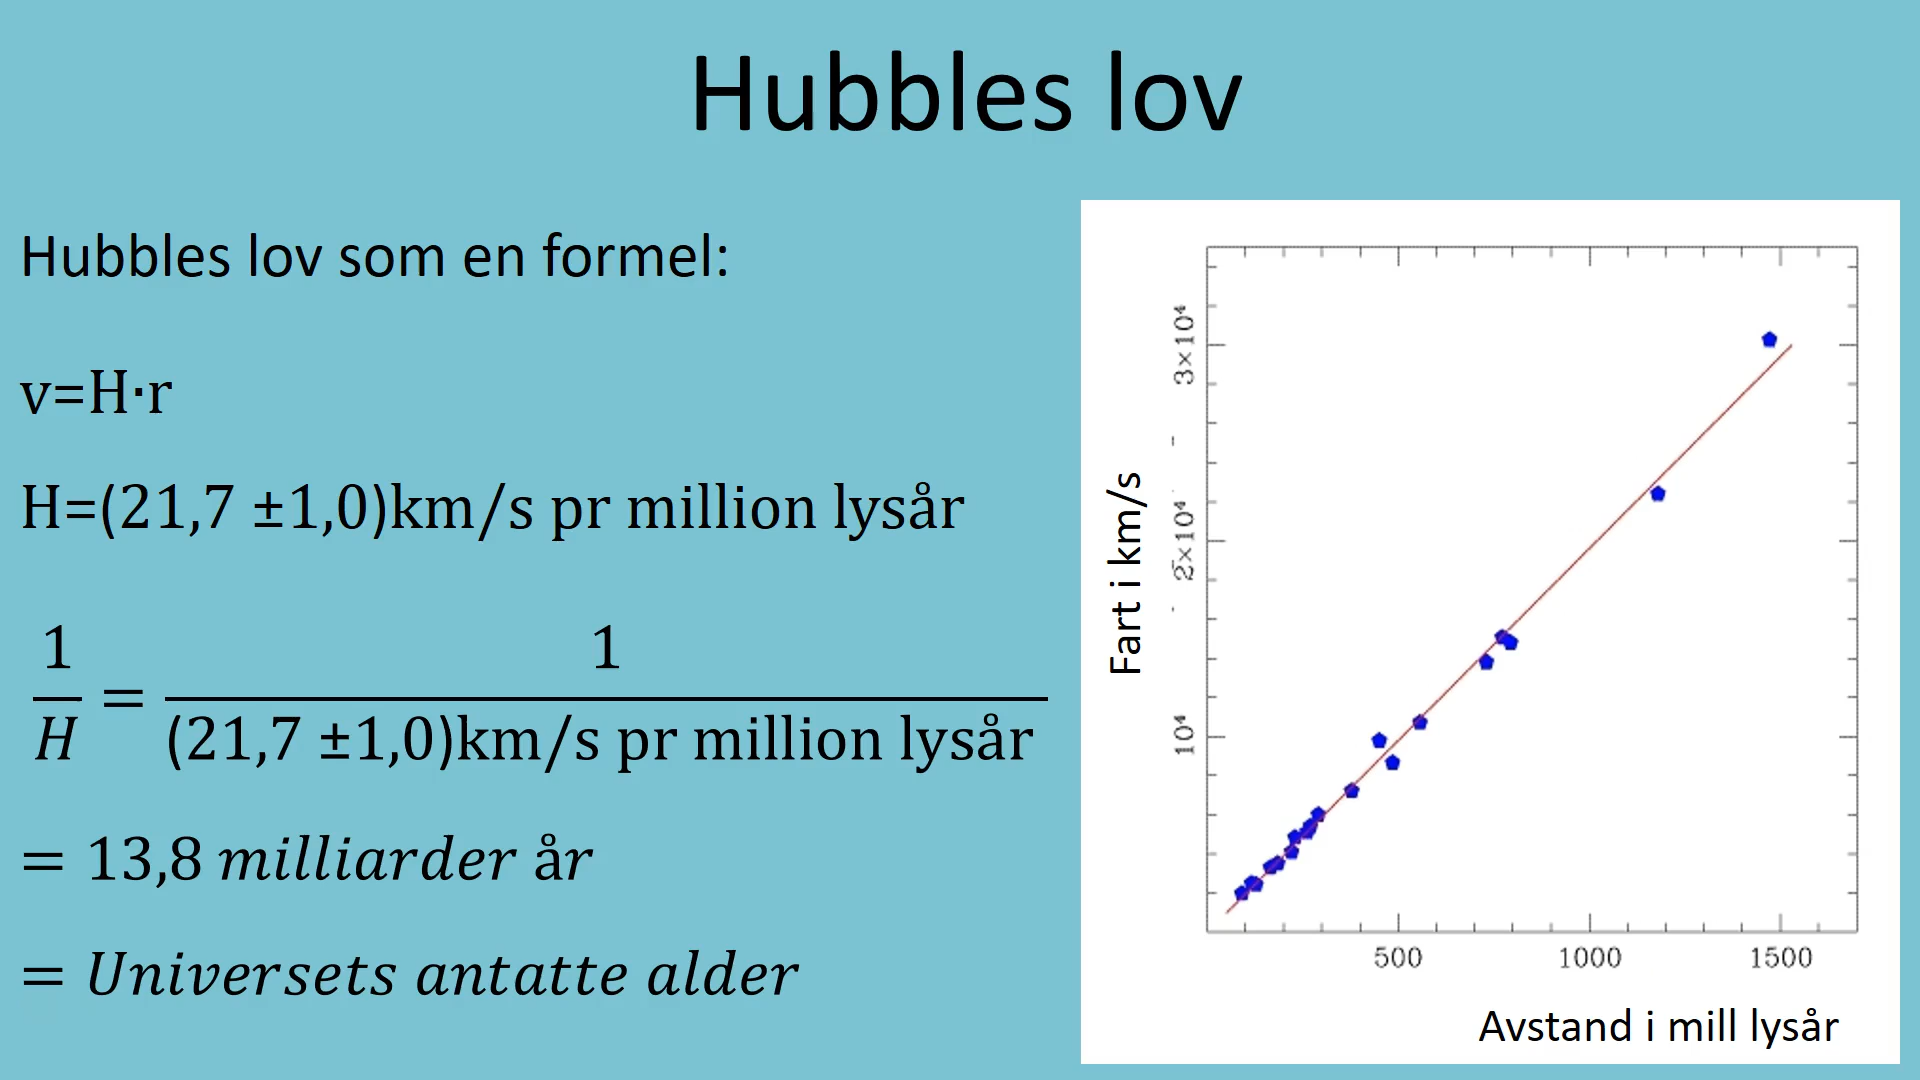 Hubbles lov
Hubbles lov som en formel:
v=H·r
H=(21,7 ±1,0)km/s pr million lysår
1/H = 1/((21,7 ±1,0)km/s pr million lysår)
= 13,8 milliarder år
= Universets antatte alder
Fart i km/s
3×10⁴
2×10⁴
10⁴
500 1000 1500
Avstand i mill lysår